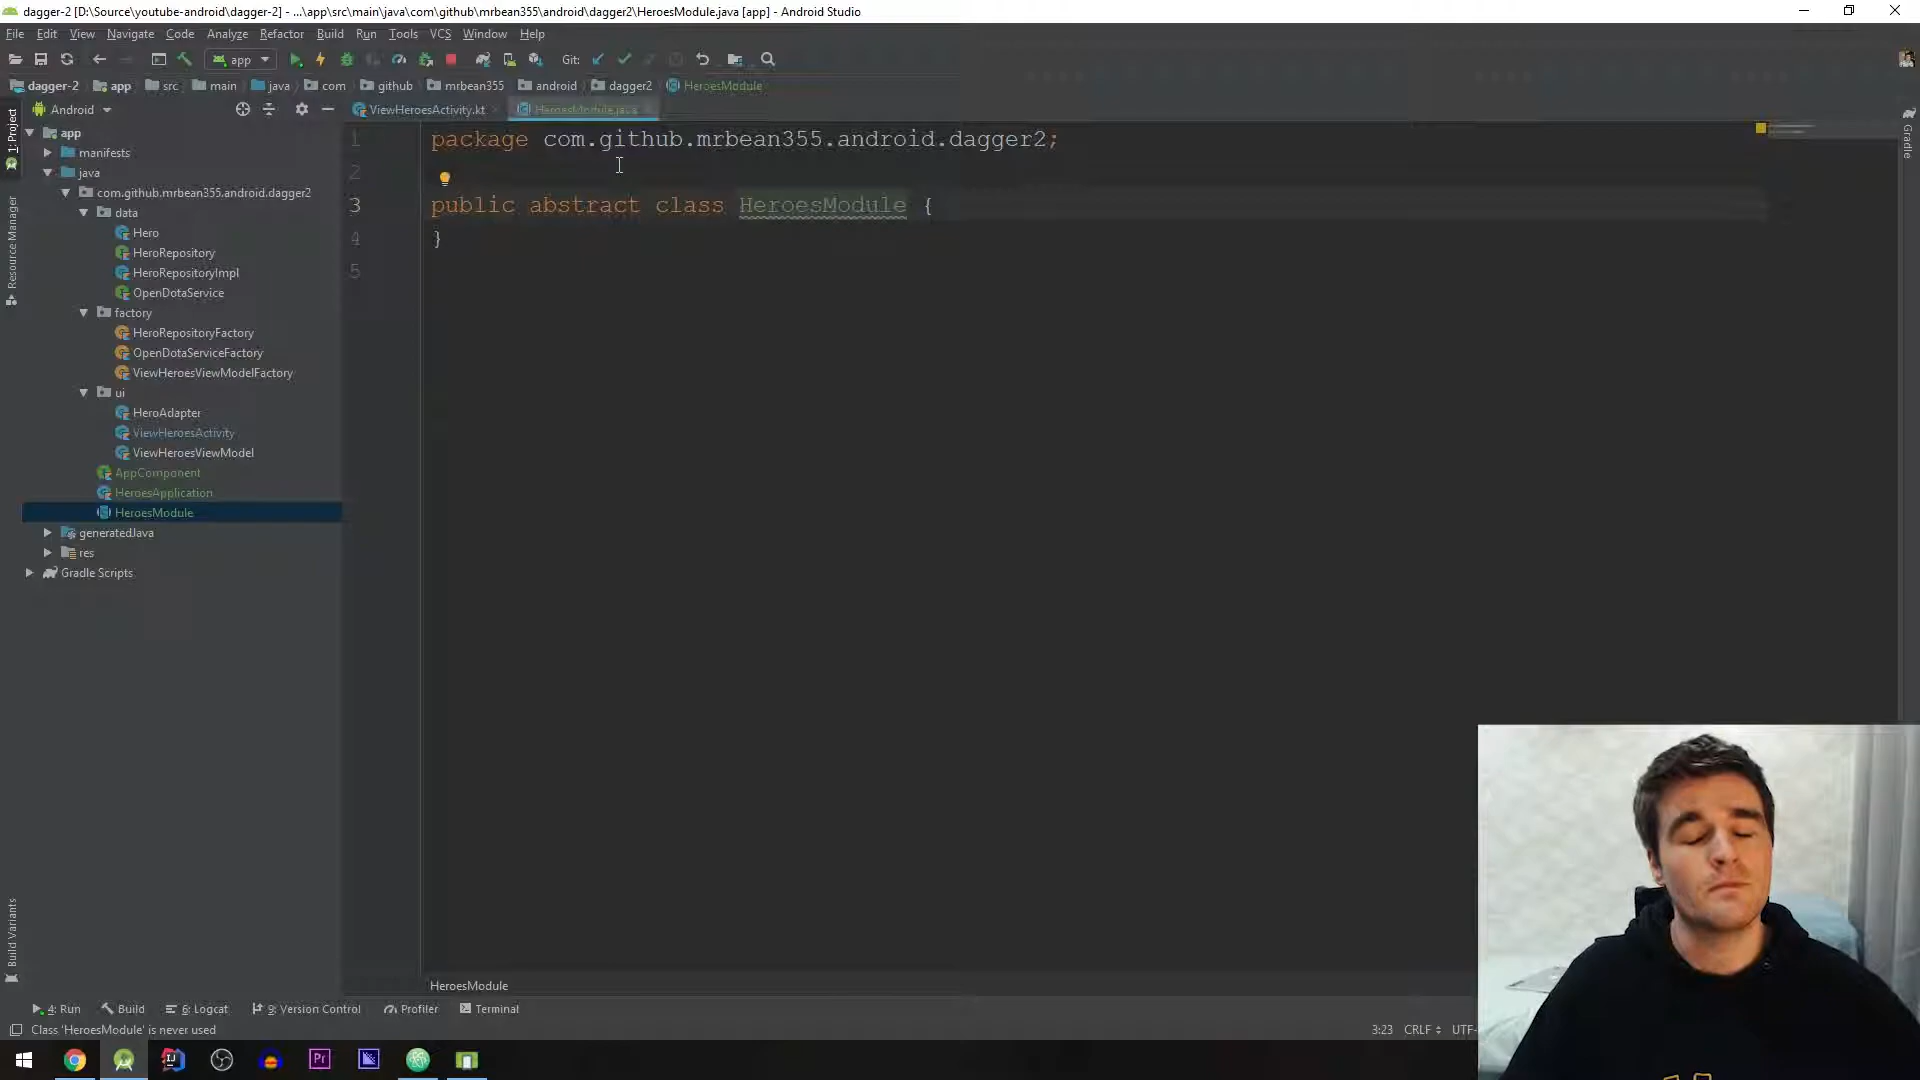 dagger-2 [D:\Source\youtube-android\dagger-2] - ...\app\src\main\java\com\github\mrbean355\android\dagger2\HeroesModule.java [app] - Android Studio
File Edit View Navigate Code Analyze Refactor Build Run Tools VCS Window Help
app Git:
dagger-2 app src main java com github mrbean355 android dagger2 HeroesModule
Android ViewHeroesActivity.kt HeroesModule.java
1: Project
Resource Manager
Build Variants
Gradle
app
manifests
java
com.github.mrbean355.android.dagger2
data
Hero
HeroRepository
HeroRepositoryImpl
OpenDotaService
factory
HeroRepositoryFactory
OpenDotaServiceFactory
ViewHeroesViewModelFactory
ui
HeroAdapter
ViewHeroesActivity
ViewHeroesViewModel
AppComponent
HeroesApplication
HeroesModule
generatedJava
res
Gradle Scripts
1 package com.github.mrbean355.android.dagger2;
2
3 public abstract class HeroesModule {
4 }
5
HeroesModule
4: Run Build 6: Logcat 9: Version Control Profiler Terminal
Class 'HeroesModule' is never used 3:23 CRLF UTF-
Pr